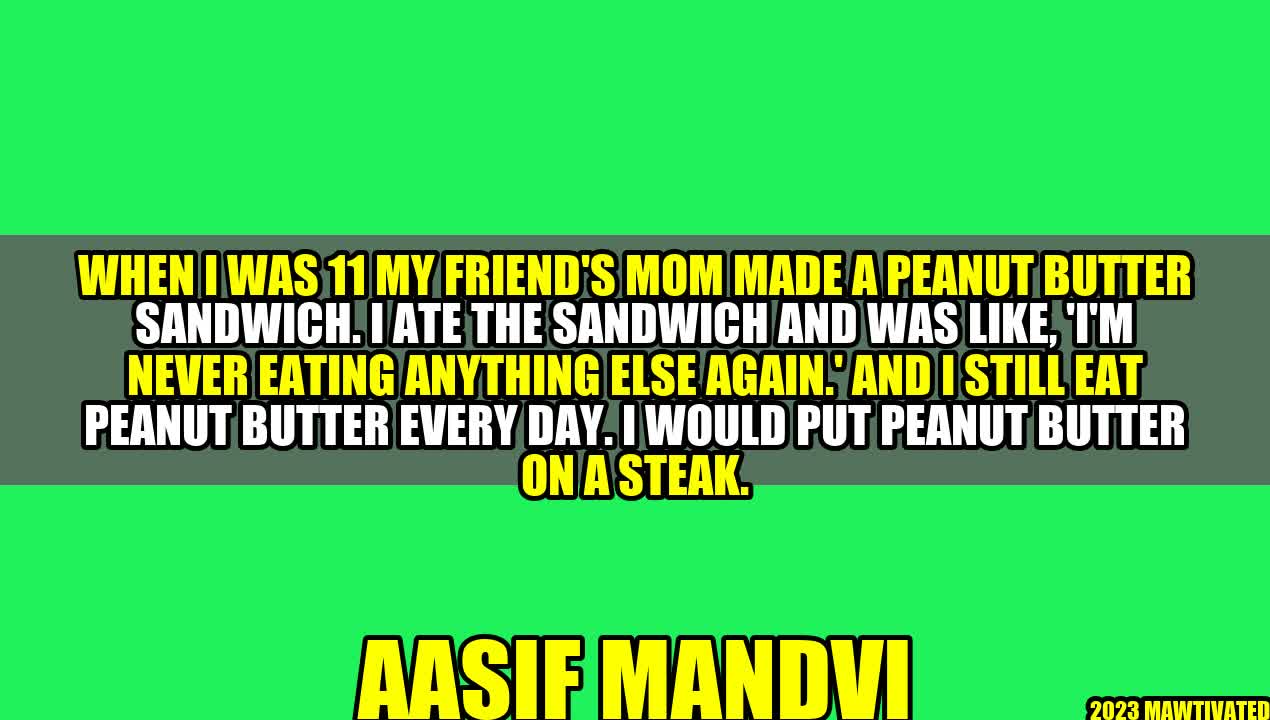 WHEN I WAS 11 MY FRIEND'S MOM MADE A PEANUT BUTTER
SANDWICH. I ATE THE SANDWICH AND WAS LIKE, 'I'M
NEVER EATING ANYTHING ELSE AGAIN.' AND I STILL EAT
PEANUT BUTTER EVERY DAY. I WOULD PUT PEANUT BUTTER
ON A STEAK.
AASIF MANDVI
2023 MAWTIVATED